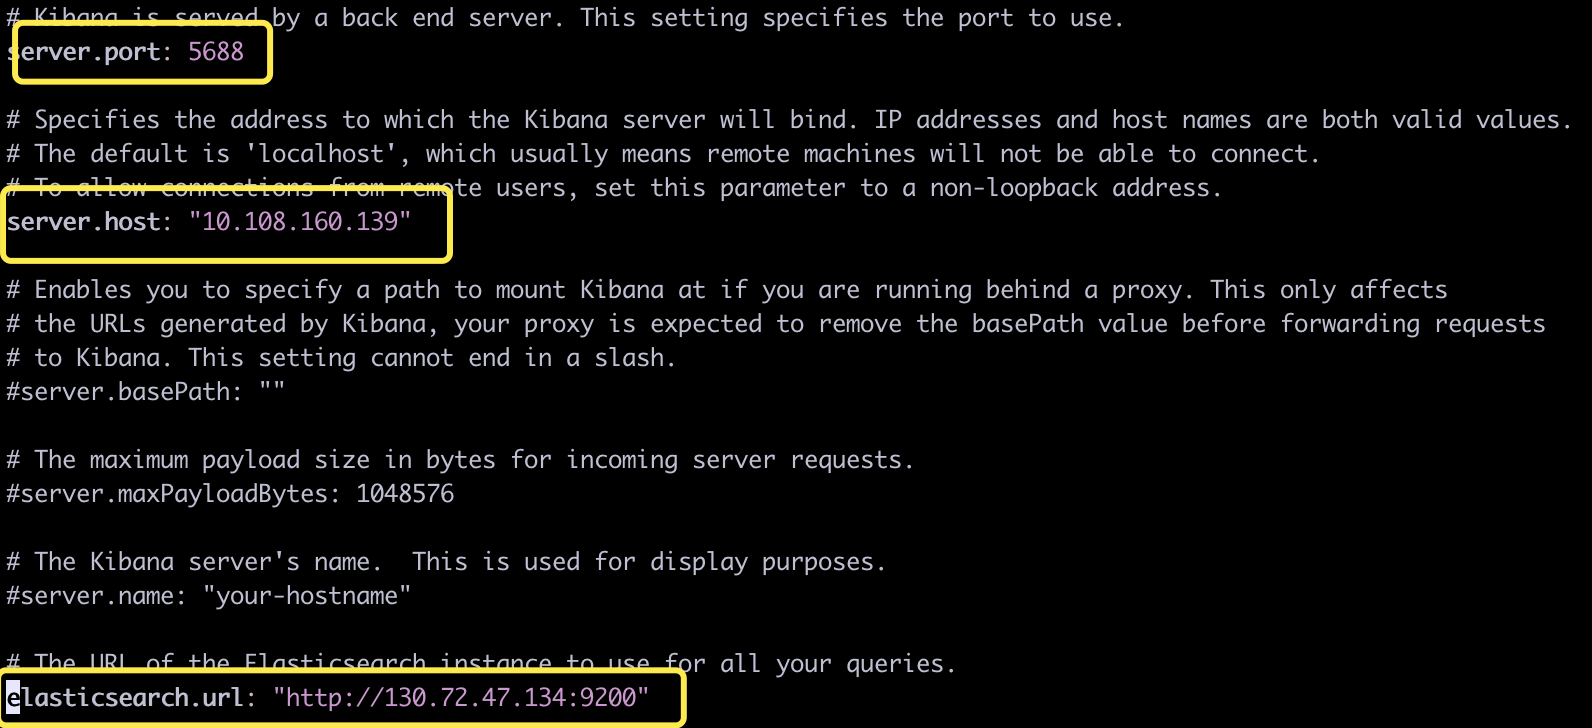 # Kibana is served by a back end server. This setting specifies the port to use.
server.port: 5688
# Specifies the address to which the Kibana server will bind. IP addresses and host names are both valid values.
# The default is 'localhost', which usually means remote machines will not be able to connect.
# To allow connections from remote users, set this parameter to a non-loopback address.
server.host: "10.108.160.139"
# Enables you to specify a path to mount Kibana at if you are running behind a proxy. This only affects
# the URLs generated by Kibana, your proxy is expected to remove the basePath value before forwarding requests
# to Kibana. This setting cannot end in a slash.
#server.basePath: ""
# The maximum payload size in bytes for incoming server requests.
#server.maxPayloadBytes: 1048576
# The Kibana server's name.  This is used for display purposes.
#server.name: "your-hostname"
# The URL of the Elasticsearch instance to use for all your queries.
elasticsearch.url: "http://130.72.47.134:9200"